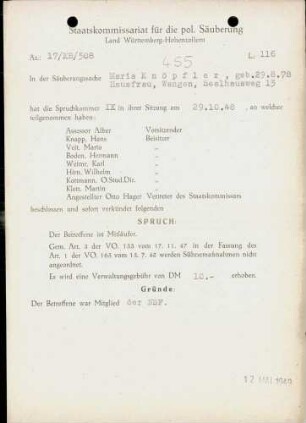 Staatskommissariat für die pol. Säuberung
Land Württemberg-Hohenzollern
Az: 17/KB/508
455
L 116
In der Säuberungssache Maria Knöpfler, geb.29.8.78
Hausfrau, Wangen, Seelhausweg 13
hat die Spruchkammer IX in ihrer Sitzung am 29.10.48, an welcher
teilgenommen haben:
Assessor Alber Vorsitzender
Knapp, Hans Beisitzer
Veit, Maria "
Boden, Hermann "
Walter, Karl "
Hirn, Wilhelm "
Kottmann, O.Stud.Dir. "
Klett, Martin "
Angestellter Otto Hager Vertreter des Staatskommissars
beschlossen und sofort verkündet folgenden
SPRUCH:
Der Betroffene ist Mitläufer.
Gem. Art. 3 der VO. 133 vom 17. 11. 47 in der Fassung des
Art. 1 der VO. 165 vom 13. 7. 48 werden Sühnemaßnahmen nicht
angeordnet.
Es wird eine Verwaltungsgebühr von DM 10.- erhoben.
Gründe:
Der Betroffene war Mitglied der NSF.
12 MAI 1949